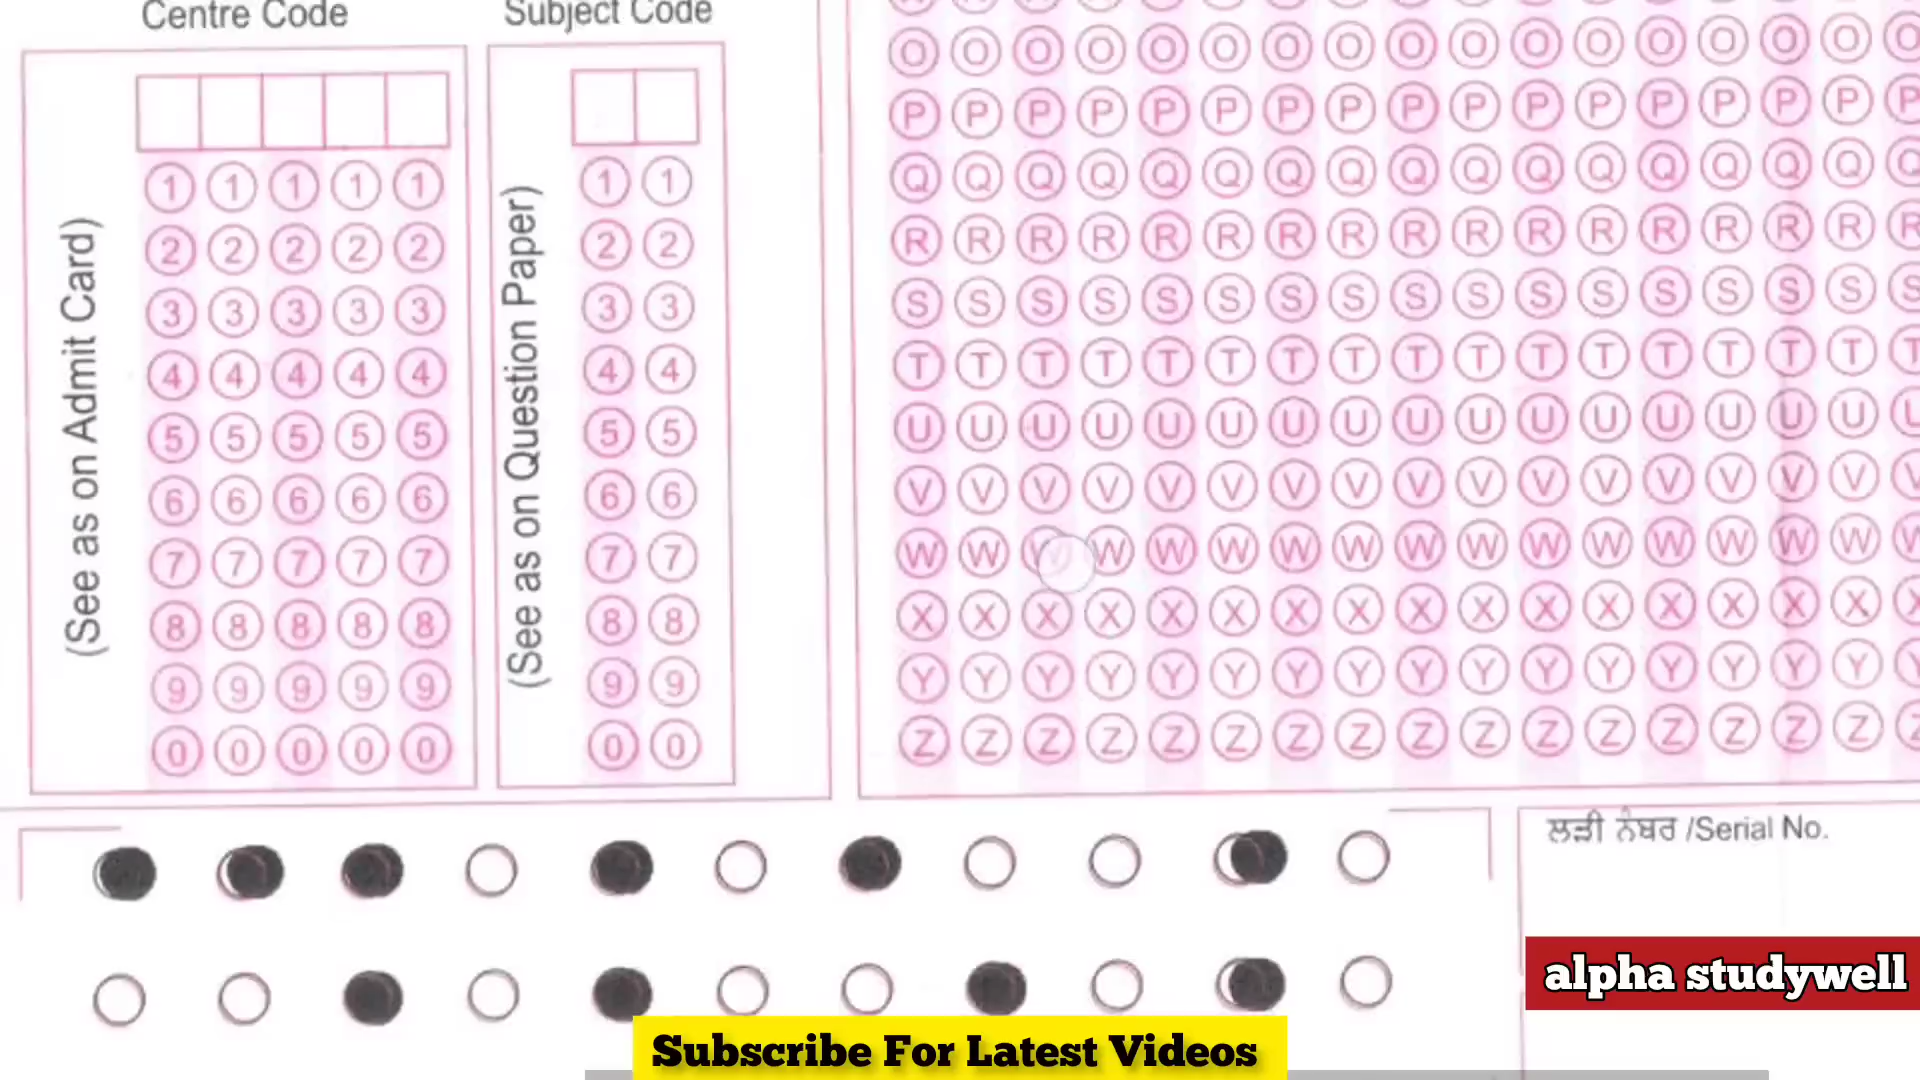 Centre Code
Subject Code
(See as on Admit Card)
1 1 1 1 1
2 2 2 2 2
3 3 3 3 3
4 4 4 4 4
5 5 5 5 5
6 6 6 6 6
7 7 7 7 7
8 8 8 8 8
9 9 9 9 9
0 0 0 0 0
(See as on Question Paper)
1 1
2 2
3 3
4 4
5 5
6 6
7 7
8 8
9 9
0 0
O O O O O O O O O O O O O O O O O
P P P P P P P P P P P P P P P P P
Q Q Q Q Q Q Q Q Q Q Q Q Q Q Q Q Q
R R R R R R R R R R R R R R R R R
S S S S S S S S S S S S S S S S S
T T T T T T T T T T T T T T T T T
U U U U U U U U U U U U U U U U U
V V V V V V V V V V V V V V V V
W W W W W W W W W W W W W W W W W
X X X X X X X X X X X X X X X X X
Y Y Y Y Y Y Y Y Y Y Y Y Y Y Y Y
Z Z Z Z Z Z Z Z Z Z Z Z Z Z Z Z Z
ਲੜੀ ਨੰਬਰ /Serial No.
alpha studywell
Subscribe For Latest Videos